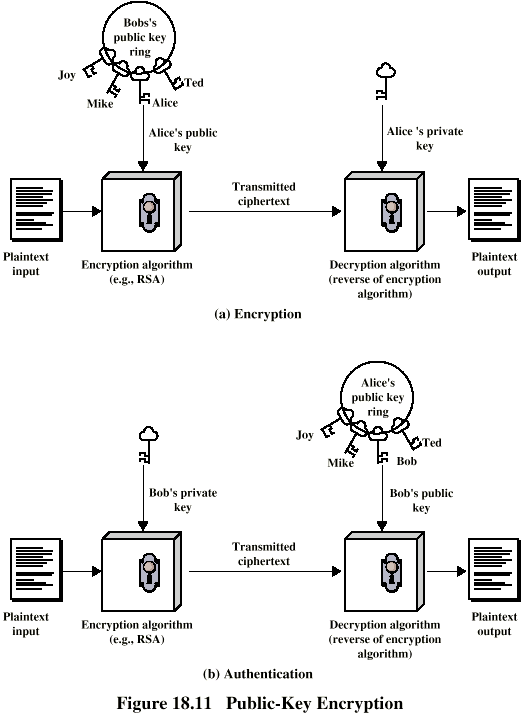 Bobs's
public key
ring
Joy
Mike
Alice
Ted
Alice's public
key
Alice 's private
key
Transmitted
ciphertext
Plaintext
input
Encryption algorithm
(e.g., RSA)
Decryption algorithm
(reverse of encryption
algorithm)
Plaintext
output
(a) Encryption
Alice's
public key
ring
Joy
Mike
Bob
Ted
Bob's private
key
Bob's public
key
Transmitted
ciphertext
Plaintext
input
Encryption algorithm
(e.g., RSA)
Decryption algorithm
(reverse of encryption
algorithm)
Plaintext
output
(b) Authentication
Figure 18.11 Public-Key Encryption